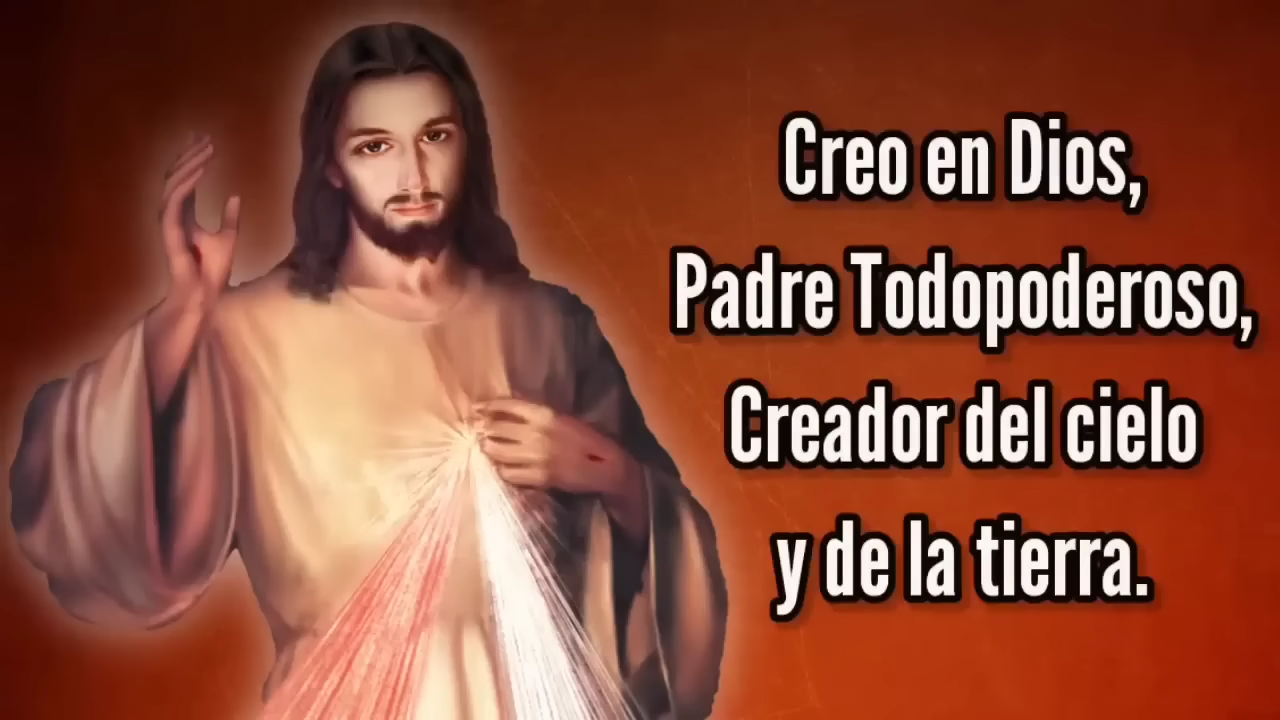 Creo en Dios,
Padre Todopoderoso,
Creador del cielo
y de la tierra.